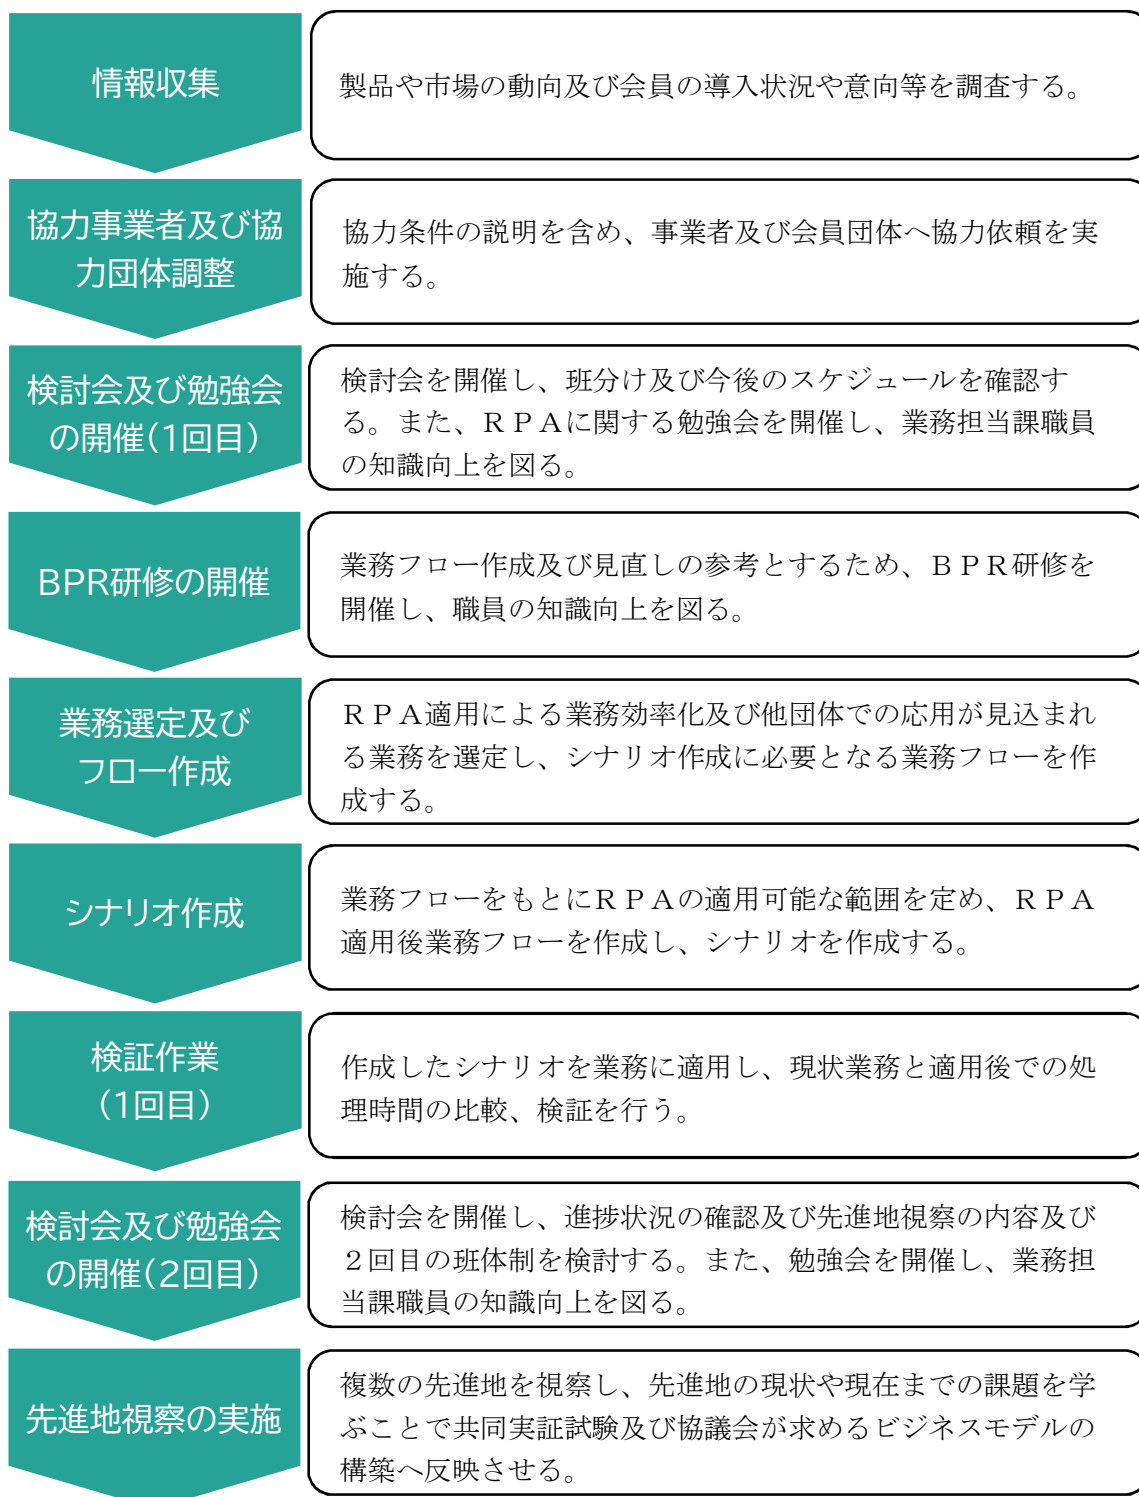 情報収集
製品や市場の動向及び会員の導入状況や意向等を調査する。
協力事業者及び協
力団体調整
協力条件の説明を含め、事業者及び会員団体へ協力依頼を実
施する。
検討会及び勉強会
の開催(1回目)
検討会を開催し、班分け及び今後のスケジュールを確認す
る。また、ＲＰＡに関する勉強会を開催し、業務担当課職員
の知識向上を図る。
BPR研修の開催
業務フロー作成及び見直しの参考とするため、ＢＰＲ研修を
開催し、職員の知識向上を図る。
業務選定及び
フロー作成
ＲＰＡ適用による業務効率化及び他団体での応用が見込まれ
る業務を選定し、シナリオ作成に必要となる業務フローを作
成する。
シナリオ作成
業務フローをもとにＲＰＡの適用可能な範囲を定め、ＲＰＡ
適用後業務フローを作成し、シナリオを作成する。
検証作業
(1回目)
作成したシナリオを業務に適用し、現状業務と適用後での処
理時間の比較、検証を行う。
検討会及び勉強会
の開催(2回目)
検討会を開催し、進捗状況の確認及び先進地視察の内容及び
２回目の班体制を検討する。また、勉強会を開催し、業務担
当課職員の知識向上を図る。
先進地視察の実施
複数の先進地を視察し、先進地の現状や現在までの課題を学
ぶことで共同実証試験及び協議会が求めるビジネスモデルの
構築へ反映させる。